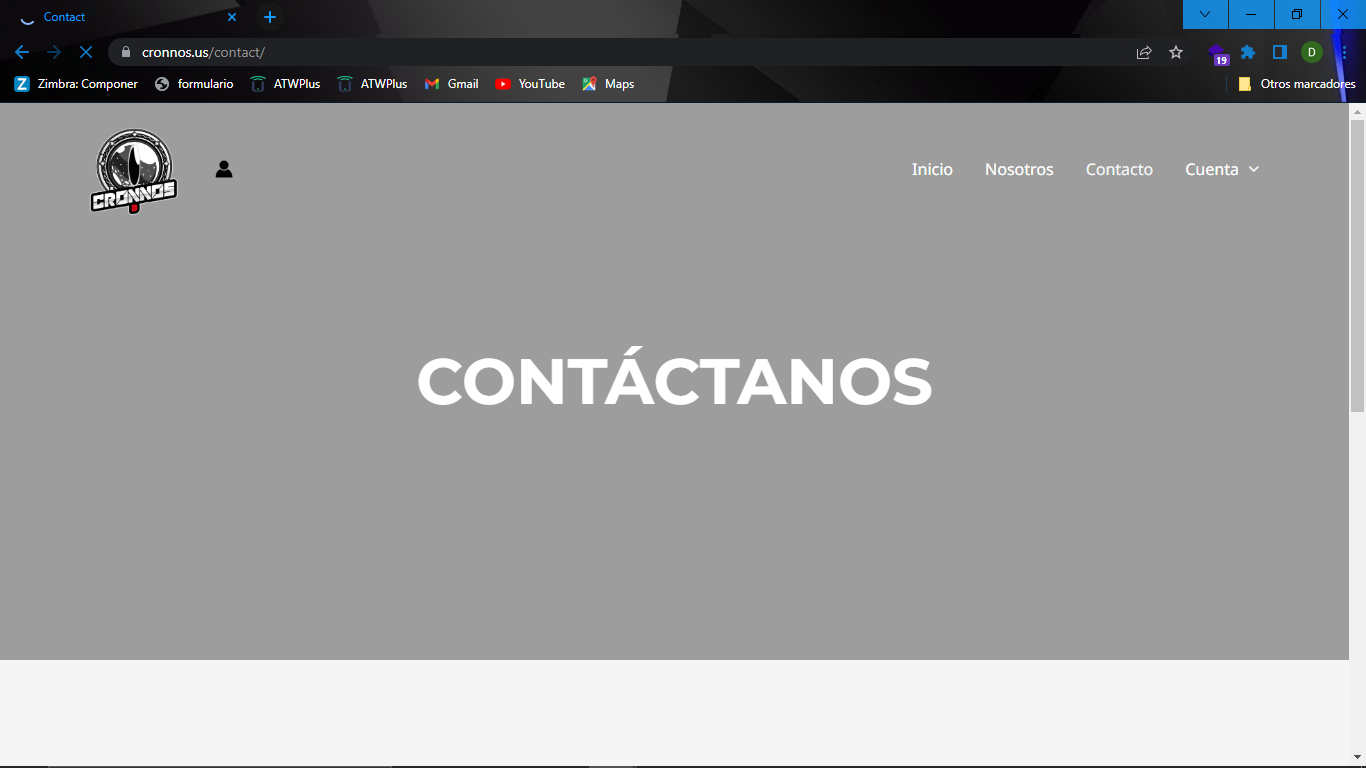 Contact
cronnos.us/contact/
19
D
Zimbra: Componer
formulario
ATWPlus
ATWPlus
Gmail
YouTube
Maps
Otros marcadores
CRONNOS
Inicio
Nosotros
Contacto
Cuenta
CONTÁCTANOS